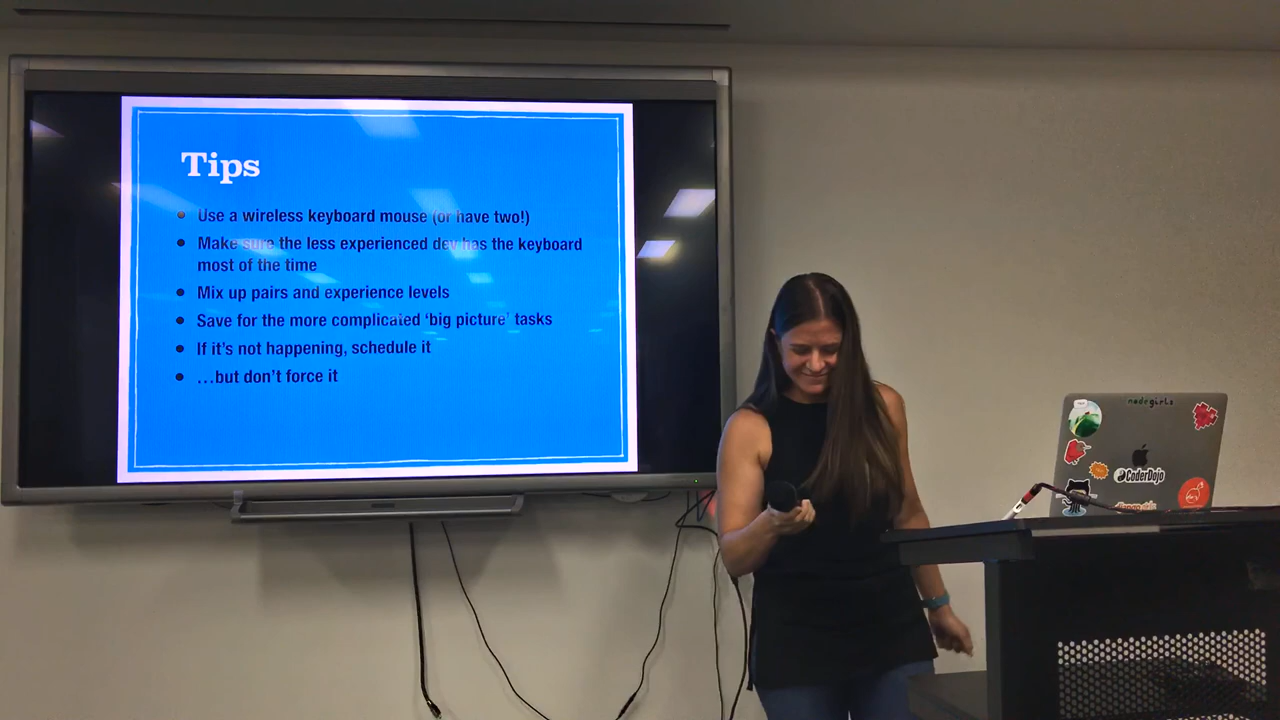 Tips
Use a wireless keyboard mouse (or have two!)
Make sure the less experienced dev has the keyboard
most of the time
Mix up pairs and experience levels
Save for the more complicated ‘big picture’ tasks
If it’s not happening, schedule it
…but don’t force it
nodegirls
CoderDojo
django girls